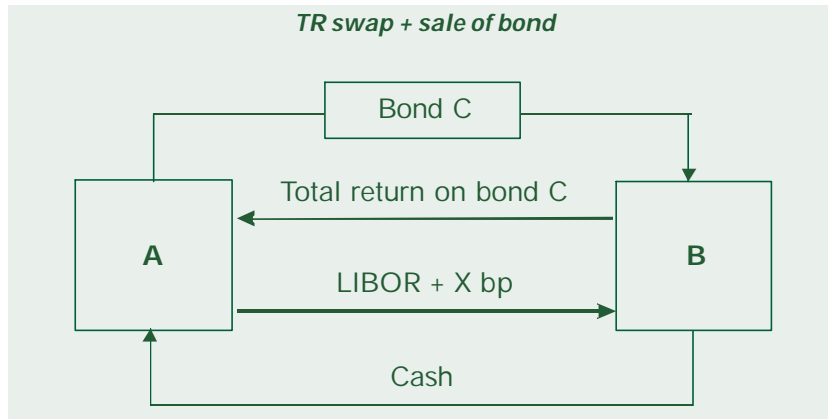 TR swap + sale of bond
Bond C
Total return on bond C
A
B
LIBOR + X bp
Cash